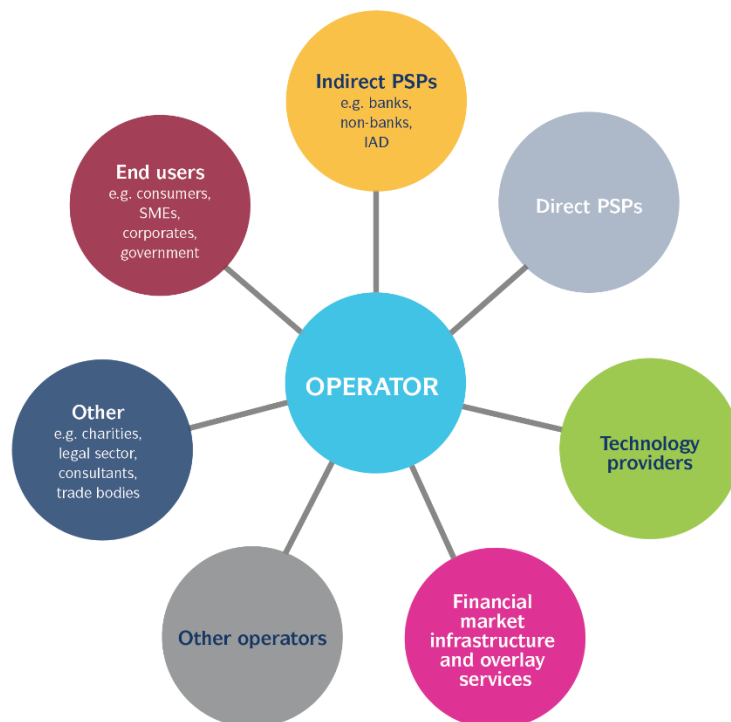 Indirect PSPs
e.g. banks,
non-banks,
IAD
Direct PSPs
Technology
providers
Financial
market
infrastructure
and overlay
services
Other operators
Other
e.g. charities,
legal sector,
consultants,
trade bodies
End users
e.g. consumers,
SMEs,
corporates,
government
OPERATOR